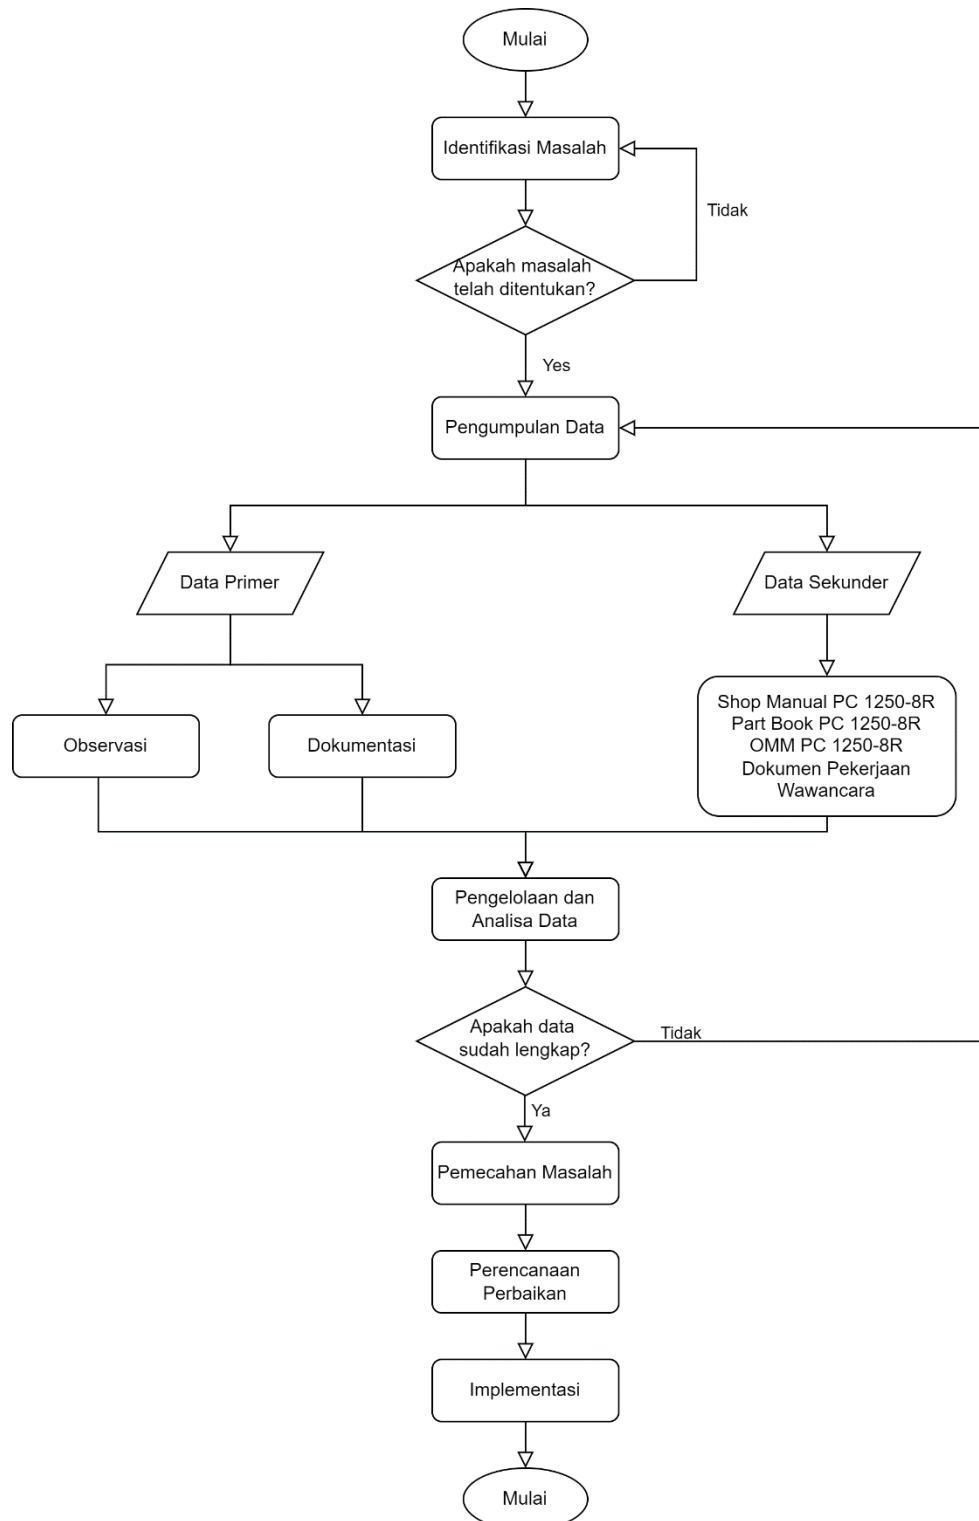 Mulai
Identifikasi Masalah
Tidak
Apakah masalah
telah ditentukan?
Yes
Pengumpulan Data
Data Primer
Data Sekunder
Observasi
Dokumentasi
Shop Manual PC 1250-8R
Part Book PC 1250-8R
OMM PC 1250-8R
Dokumen Pekerjaan
Wawancara
Pengelolaan dan
Analisa Data
Apakah data
sudah lengkap?
Tidak
Ya
Pemecahan Masalah
Perencanaan
Perbaikan
Implementasi
Mulai